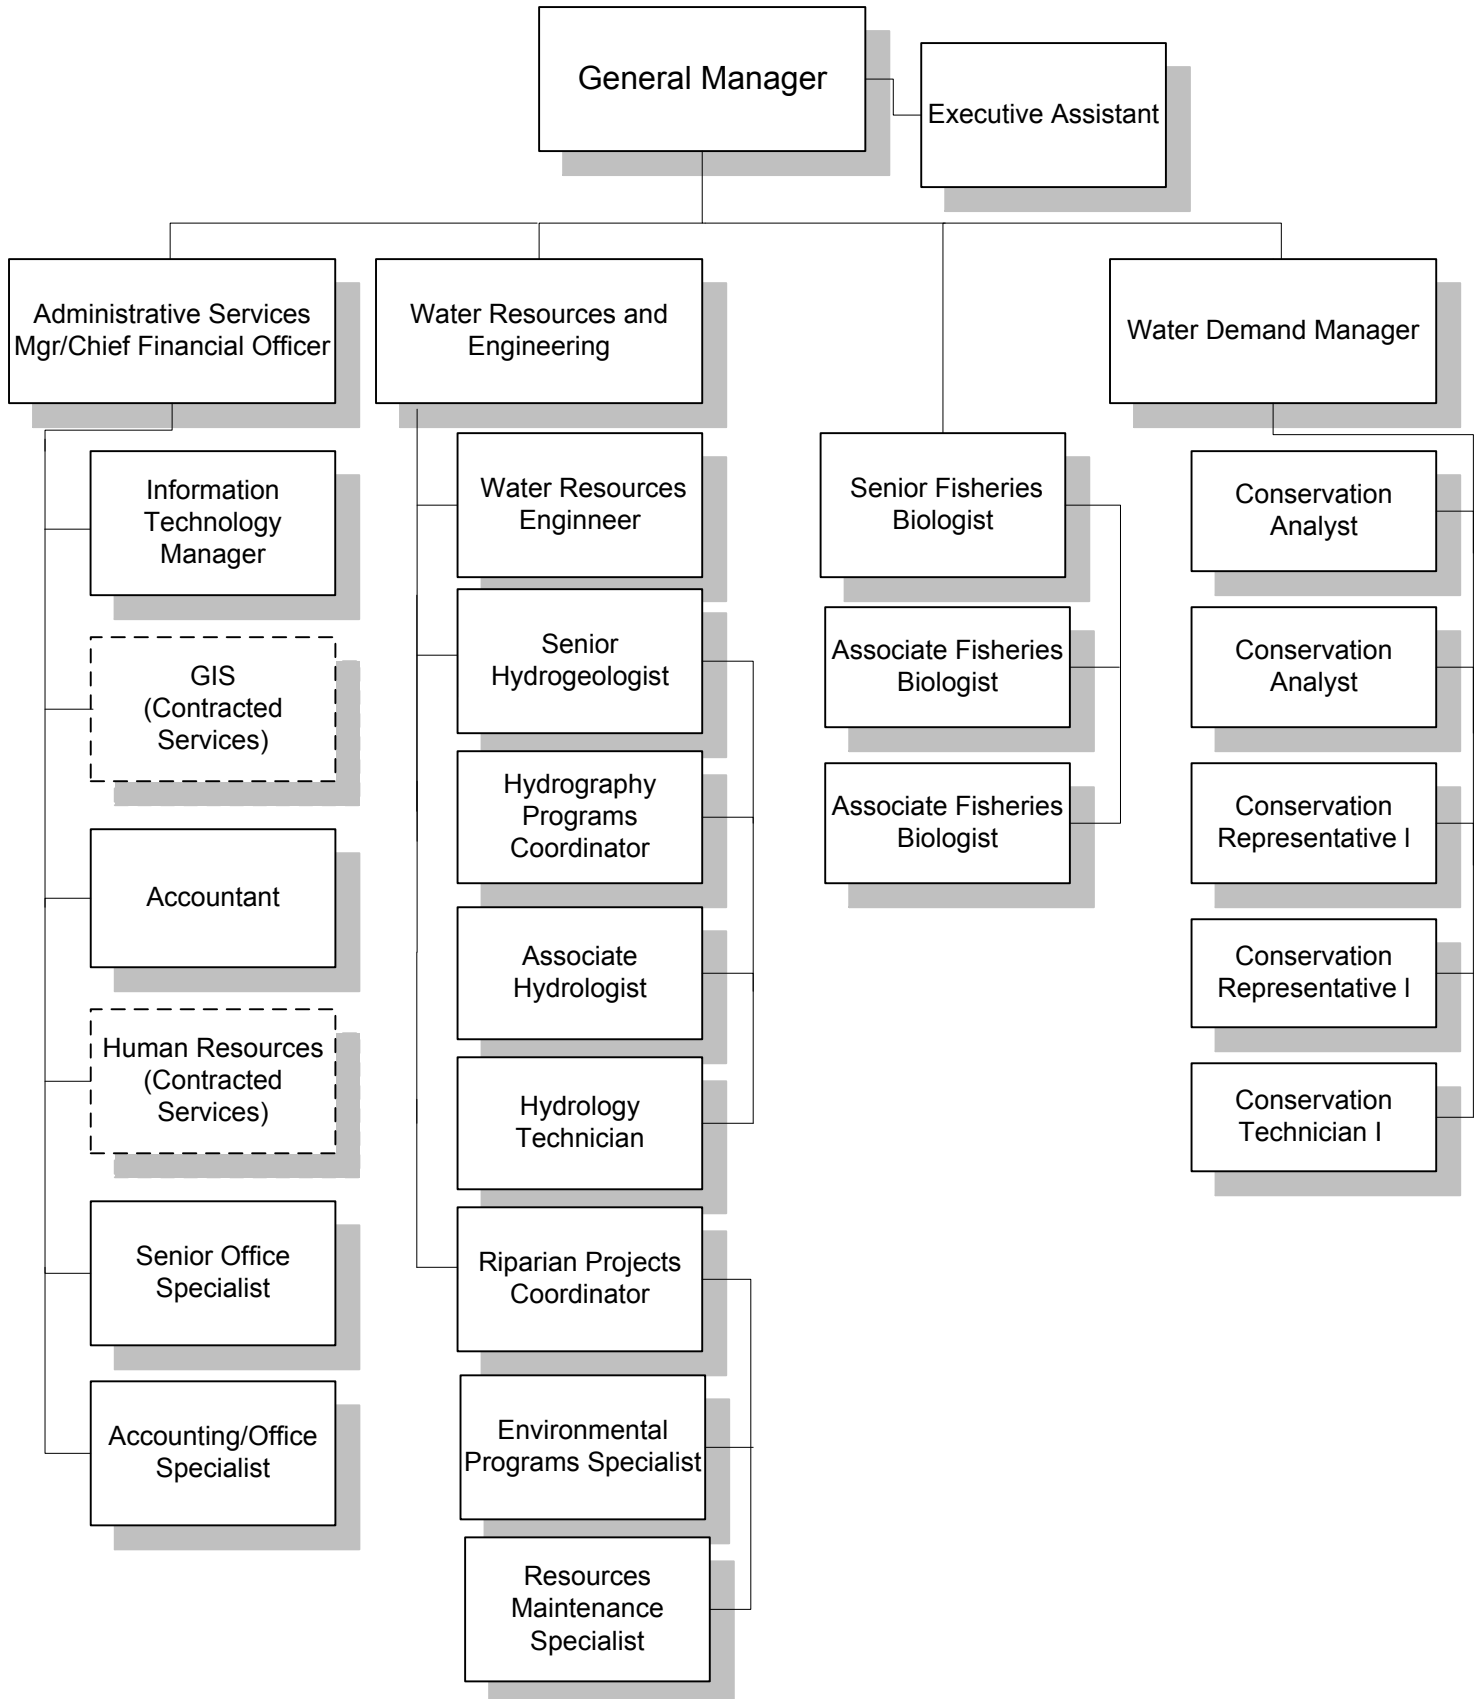 General Manager
Executive Assistant
Administrative Services
Mgr/Chief Financial Officer
Water Resources and
Engineering
Water Demand Manager
Information
Technology
Manager
GIS
(Contracted
Services)
Accountant
Human Resources
(Contracted
Services)
Senior Office
Specialist
Accounting/Office
Specialist
Water Resources
Enginneer
Senior
Hydrogeologist
Hydrography
Programs
Coordinator
Associate
Hydrologist
Hydrology
Technician
Riparian Projects
Coordinator
Environmental
Programs Specialist
Resources
Maintenance
Specialist
Senior Fisheries
Biologist
Associate Fisheries
Biologist
Associate Fisheries
Biologist
Conservation
Analyst
Conservation
Analyst
Conservation
Representative I
Conservation
Representative I
Conservation
Technician I